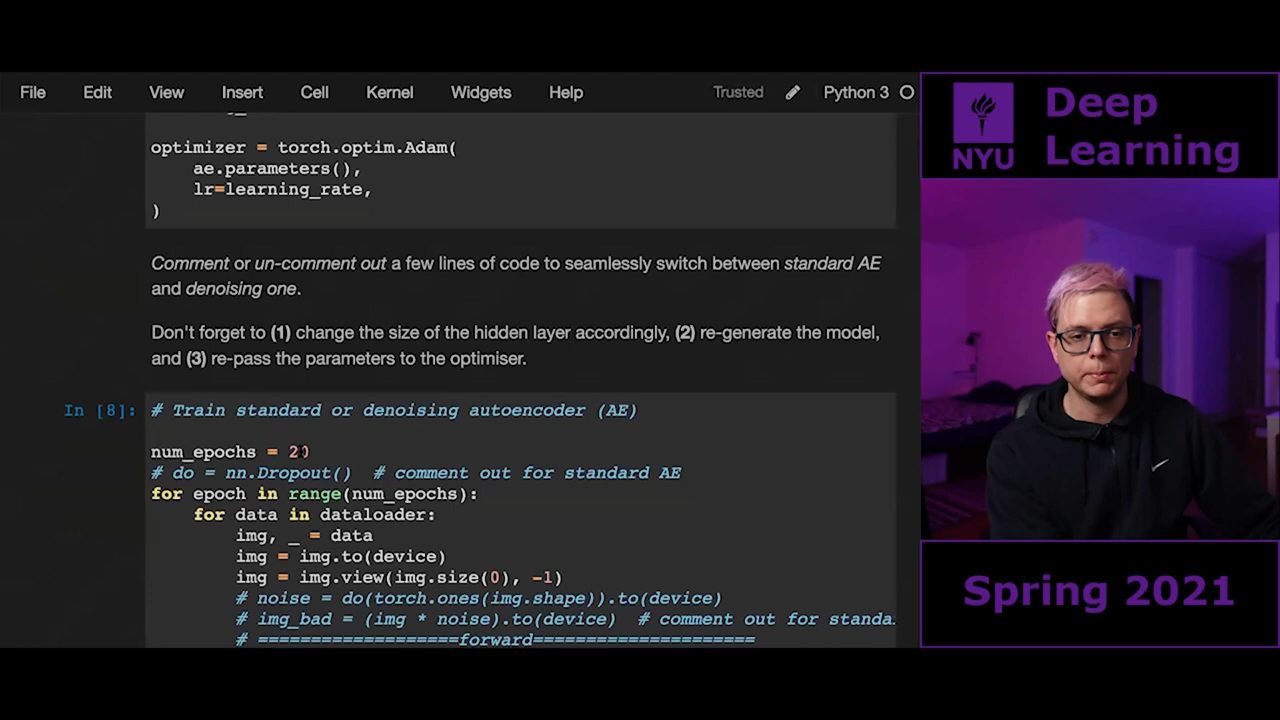 File Edit View Insert Cell Kernel Widgets Help Trusted Python 3
optimizer = torch.optim.Adam(
ae.parameters(),
lr=learning_rate,
)
Comment or un-comment out a few lines of code to seamlessly switch between standard AE
and denoising one.
Don't forget to (1) change the size of the hidden layer accordingly, (2) re-generate the model,
and (3) re-pass the parameters to the optimiser.
In [8]: # Train standard or denoising autoencoder (AE)
num_epochs = 20
# do = nn.Dropout()  # comment out for standard AE
for epoch in range(num_epochs):
for data in dataloader:
img, _ = data
img = img.to(device)
img = img.view(img.size(0), -1)
# noise = do(torch.ones(img.shape)).to(device)
# img_bad = (img * noise).to(device)  # comment out for standa
# ===================forward=====================
NYU
Deep
Learning
Spring 2021